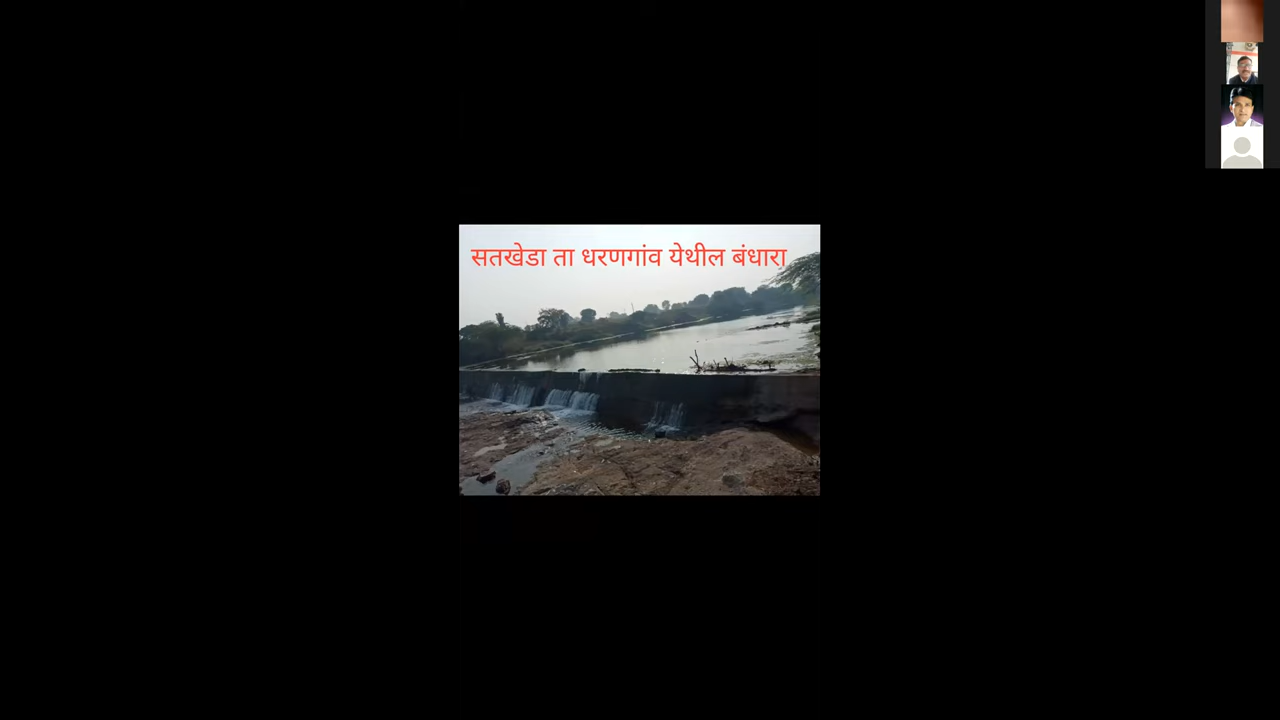 सतखेडा ता धरणगांव येथील बंधारा